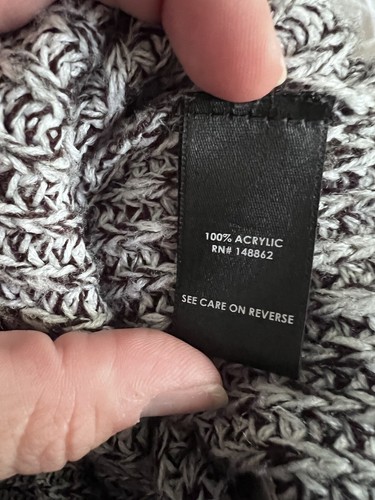 100% ACRYLIC
RN# 148862
SEE CARE ON REVERSE